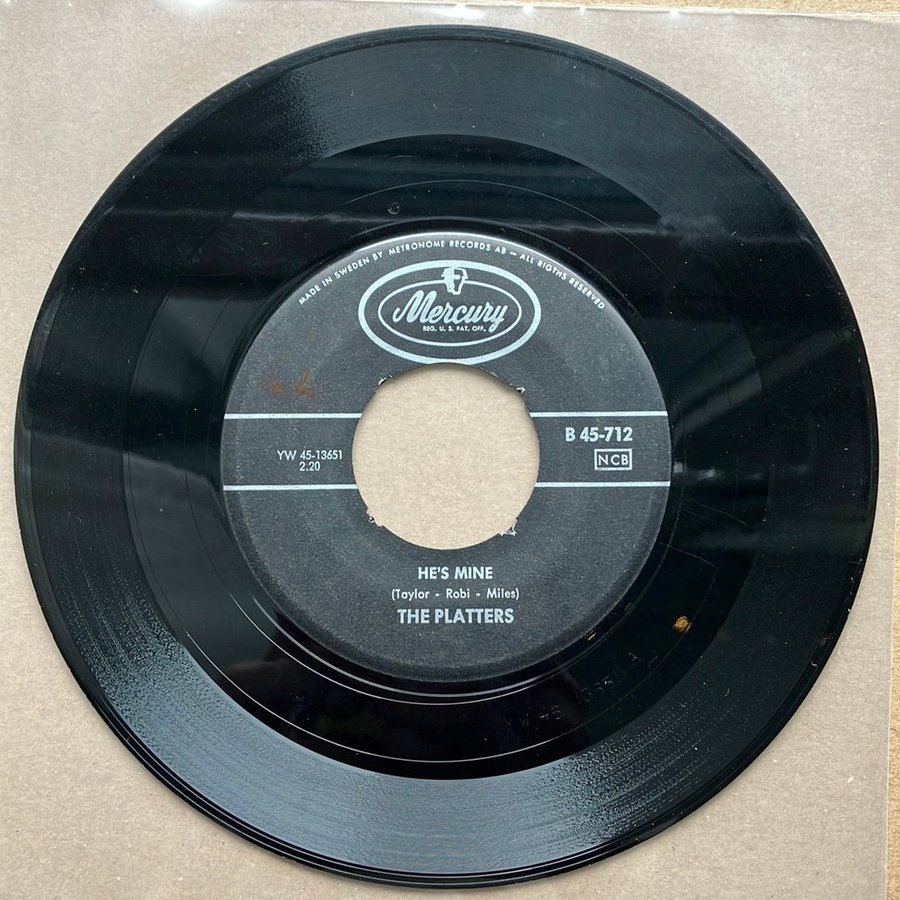 MADE IN SWEDEN BY METRONOME RECORDS AB — ALL RIGTHS RESERVED
Mercury
REG. U. S. PAT. OFF.
B 45-712
NCB
YW 45-13651
2.20
HE'S MINE
(Taylor - Robi - Miles)
THE PLATTERS